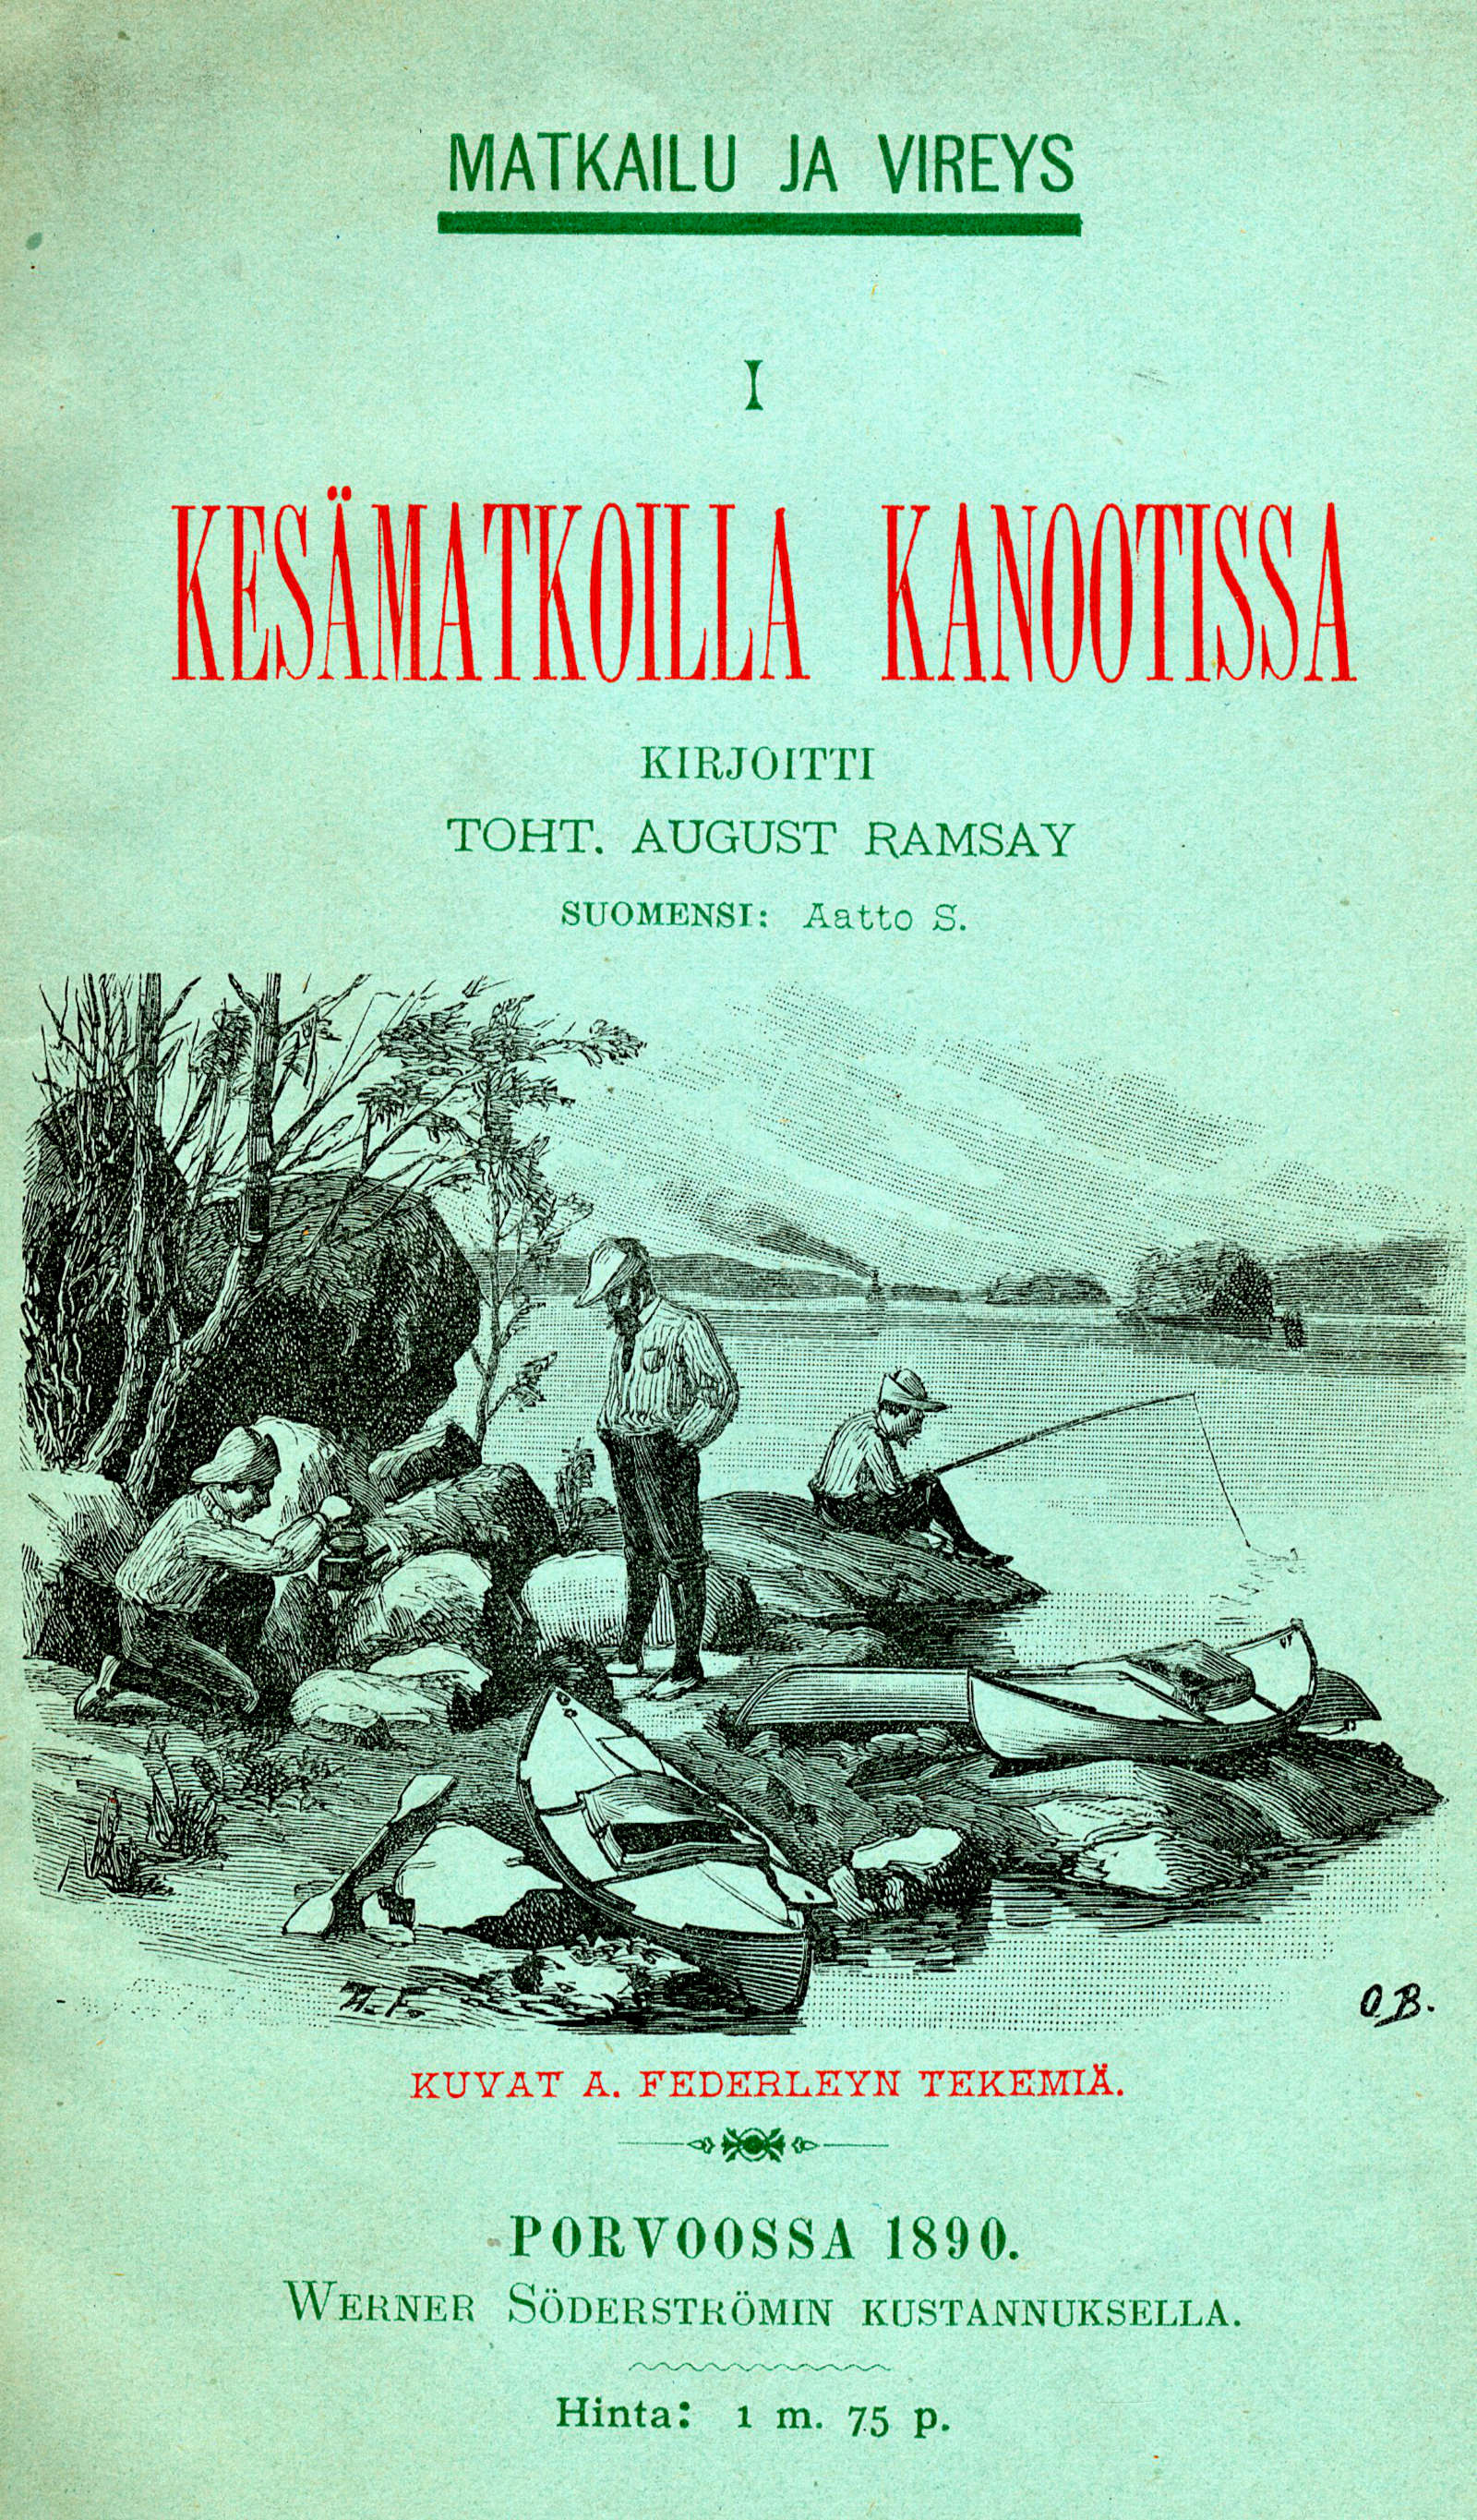 MATKAILU JA VIREYS
I
KESÄMATKOILLA KANOOTISSA
KIRJOITTI
TOHT. AUGUST RAMSAY
SUOMENSI: Aatto S.
A.F.
O.B.
KUVAT A. FEDERLEYN TEKEMIÄ.
PORVOOSSA 1890.
WERNER SÖDERSTRÖMIN KUSTANNUKSELLA.
Hinta: 1 m. 75 p.